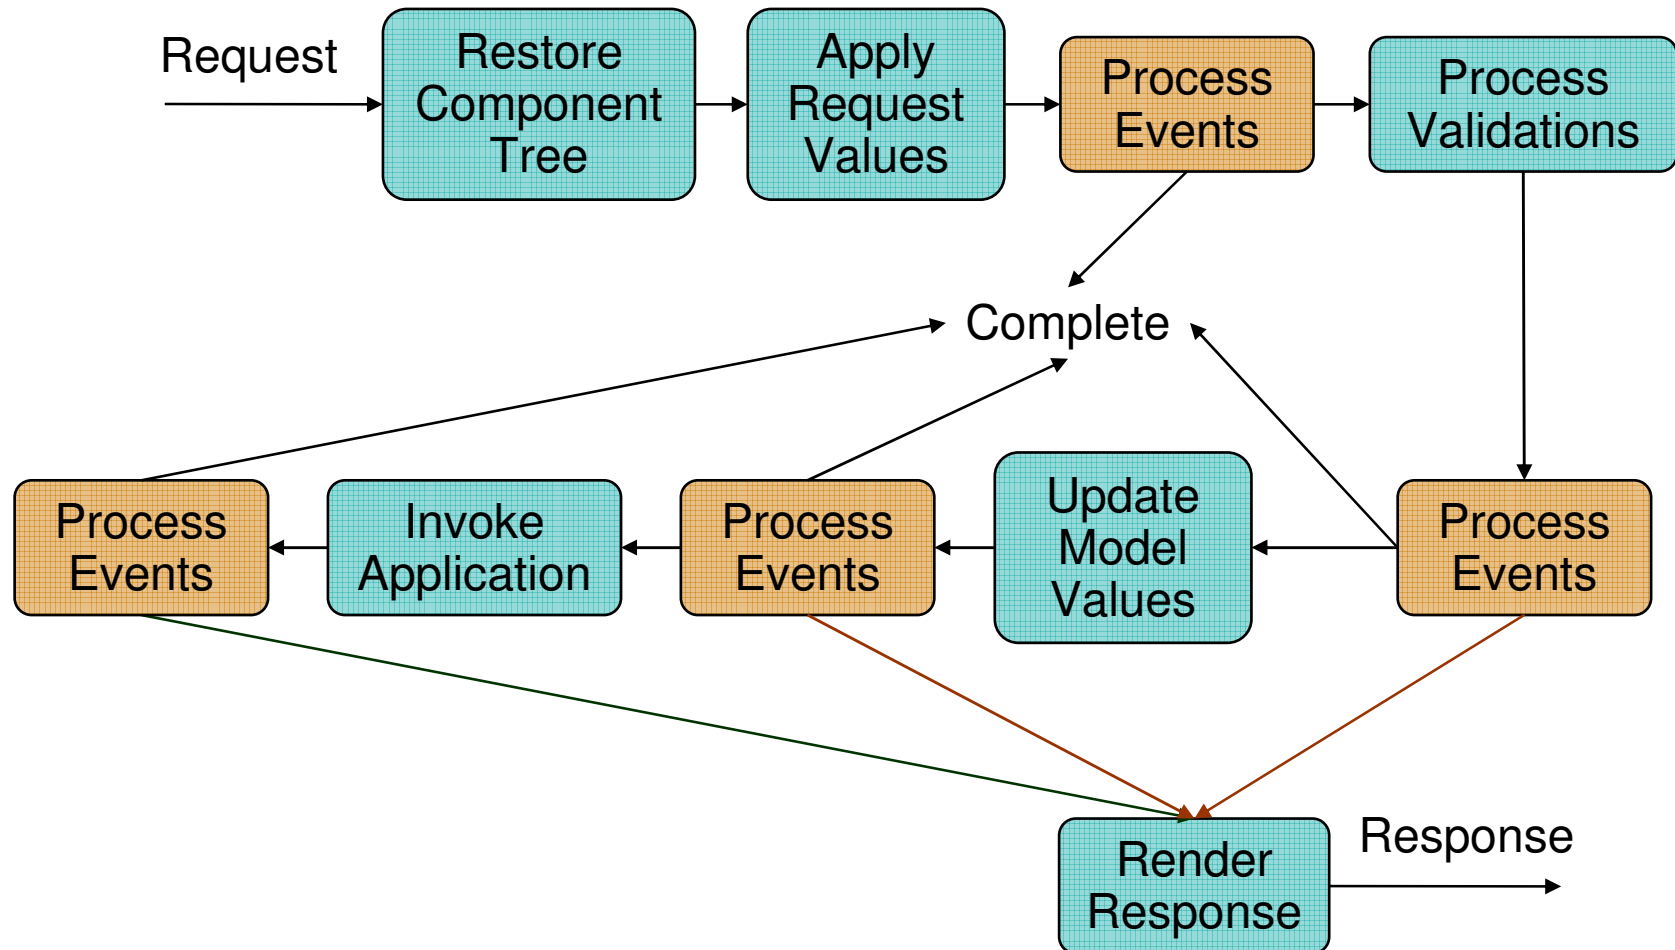 Request
Restore
Component
Tree
Apply
Request
Values
Process
Events
Process
Validations
Complete
Process
Events
Invoke
Application
Process
Events
Update
Model
Values
Process
Events
Render
Response
Response